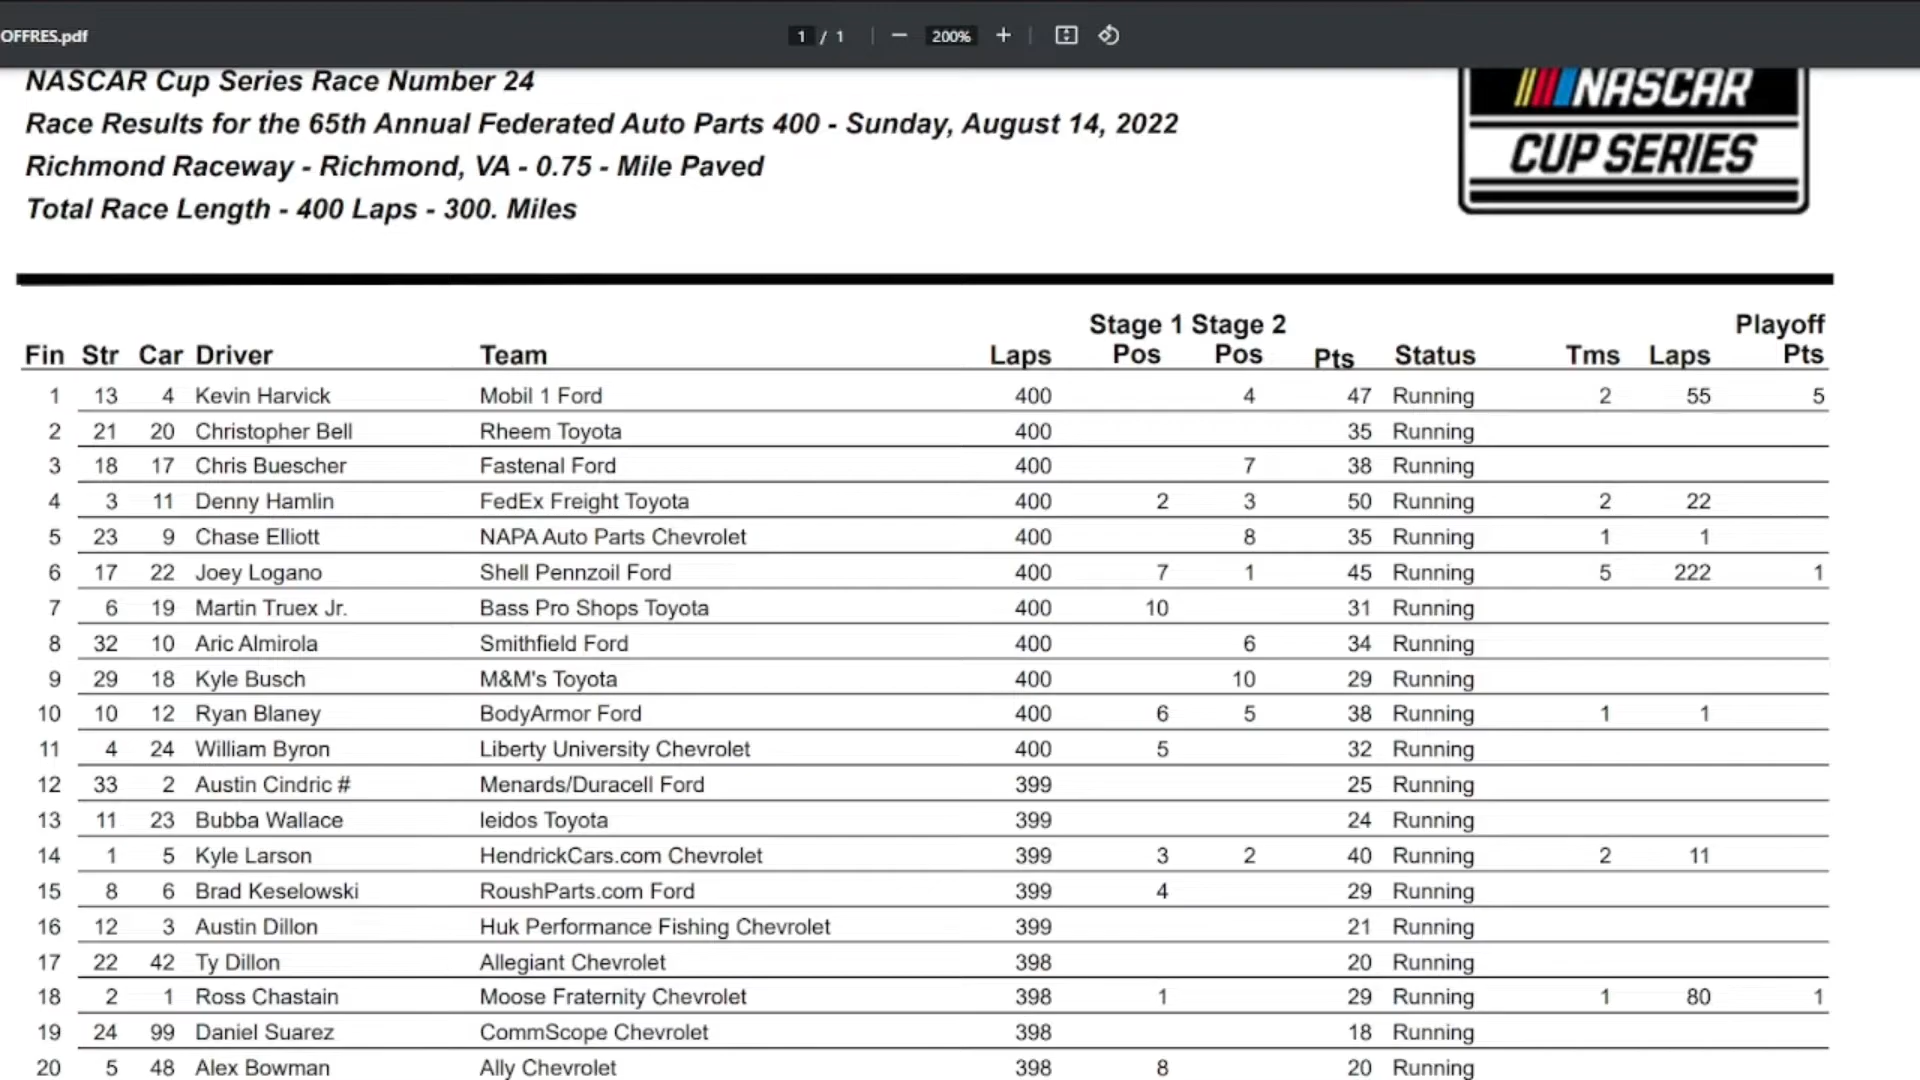 OFFRES.pdf 1 / 1 200%
NASCAR
CUP SERIES
NASCAR Cup Series Race Number 24
Race Results for the 65th Annual Federated Auto Parts 400 - Sunday, August 14, 2022
Richmond Raceway - Richmond, VA - 0.75 - Mile Paved
Total Race Length - 400 Laps - 300. Miles
Stage 1 Stage 2 Playoff
Fin Str Car Driver Team Laps Pos Pos Pts Status Tms Laps Pts
1 13 4 Kevin Harvick Mobil 1 Ford 400 4 47 Running 2 55 5
2 21 20 Christopher Bell Rheem Toyota 400 35 Running
3 18 17 Chris Buescher Fastenal Ford 400 7 38 Running
4 3 11 Denny Hamlin FedEx Freight Toyota 400 2 3 50 Running 2 22
5 23 9 Chase Elliott NAPA Auto Parts Chevrolet 400 8 35 Running 1 1
6 17 22 Joey Logano Shell Pennzoil Ford 400 7 1 45 Running 5 222 1
7 6 19 Martin Truex Jr. Bass Pro Shops Toyota 400 10 31 Running
8 32 10 Aric Almirola Smithfield Ford 400 6 34 Running
9 29 18 Kyle Busch M&M's Toyota 400 10 29 Running
10 10 12 Ryan Blaney BodyArmor Ford 400 6 5 38 Running 1 1
11 4 24 William Byron Liberty University Chevrolet 400 5 32 Running
12 33 2 Austin Cindric # Menards/Duracell Ford 399 25 Running
13 11 23 Bubba Wallace leidos Toyota 399 24 Running
14 1 5 Kyle Larson HendrickCars.com Chevrolet 399 3 2 40 Running 2 11
15 8 6 Brad Keselowski RoushParts.com Ford 399 4 29 Running
16 12 3 Austin Dillon Huk Performance Fishing Chevrolet 399 21 Running
17 22 42 Ty Dillon Allegiant Chevrolet 398 20 Running
18 2 1 Ross Chastain Moose Fraternity Chevrolet 398 1 29 Running 1 80 1
19 24 99 Daniel Suarez CommScope Chevrolet 398 18 Running
20 5 48 Alex Bowman Ally Chevrolet 398 8 20 Running